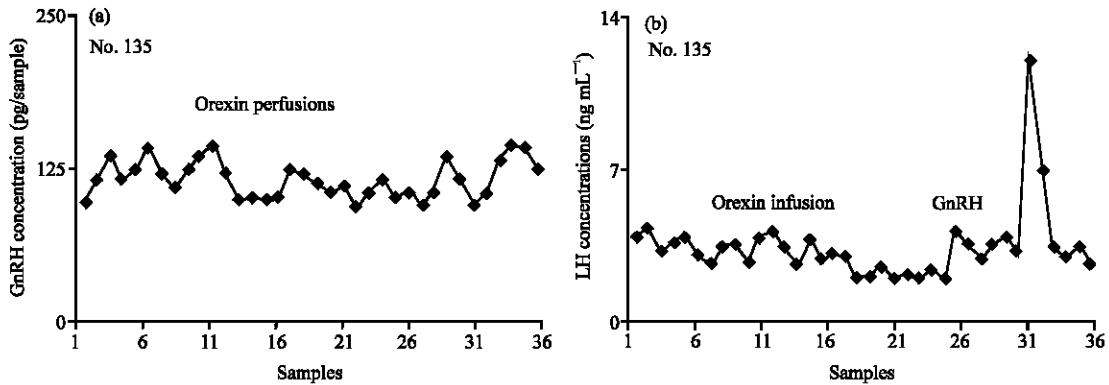 250
(a)
No. 135
Orexin perfusions
GnRH concentration (pg/sample)
125
0
1 6 11 16 21 26 31 36
Samples
14
(b)
No. 135
LH concentrations (ng mL⁻¹)
7
Orexin infusion
GnRH
0
1 6 11 16 21 26 31 36
Samples